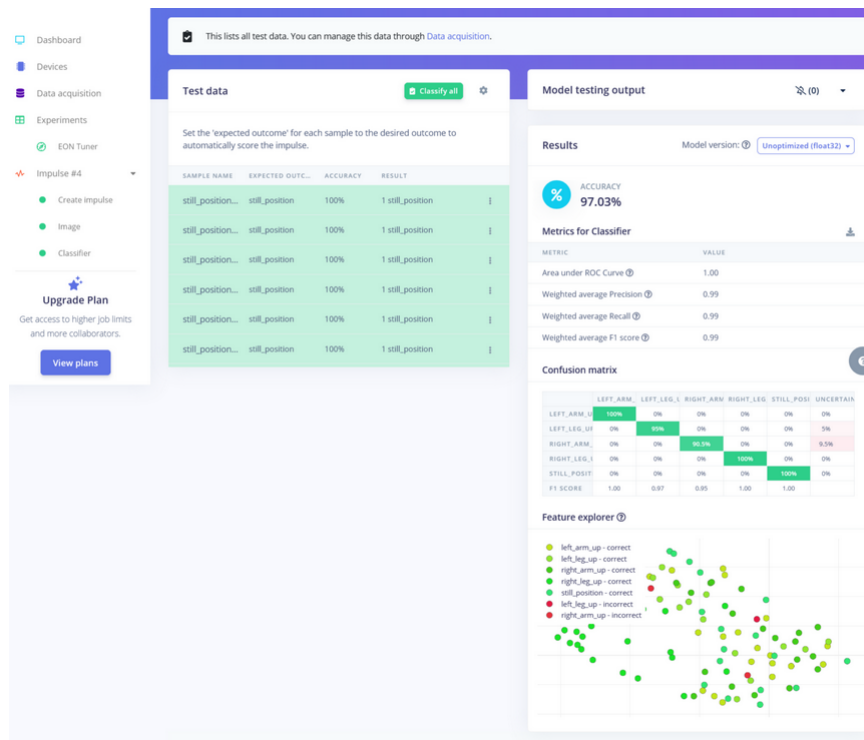 Dashboard
Devices
Data acquisition
Experiments
EON Tuner
Impulse #4
Create impulse
Image
Classifier
Upgrade Plan
Get access to higher job limits
and more collaborators.
View plans
This lists all test data. You can manage this data through Data acquisition.
Test data
Classify all
Set the 'expected outcome' for each sample to the desired outcome to
automatically score the impulse.
SAMPLE NAME EXPECTED OUTC... ACCURACY RESULT
still_position... still_position 100% 1 still_position
still_position... still_position 100% 1 still_position
still_position... still_position 100% 1 still_position
still_position... still_position 100% 1 still_position
still_position... still_position 100% 1 still_position
still_position... still_position 100% 1 still_position
Model testing output
(0)
Results
Model version: Unoptimized (float32)
%
ACCURACY
97.03%
Metrics for Classifier
METRIC VALUE
Area under ROC Curve 1.00
Weighted average Precision 0.99
Weighted average Recall 0.99
Weighted average F1 score 0.99
Confusion matrix
LEFT_ARM_ LEFT_LEG_U RIGHT_ARM RIGHT_LEG STILL_POSI UNCERTAIN
LEFT_ARM_U 100% 0% 0% 0% 0% 0%
LEFT_LEG_UP 0% 95% 0% 0% 0% 5%
RIGHT_ARM_ 0% 0% 90.5% 0% 0% 9.5%
RIGHT_LEG_U 0% 0% 0% 100% 0% 0%
STILL_POSIT 0% 0% 0% 0% 100% 0%
F1 SCORE 1.00 0.97 0.95 1.00 1.00
Feature explorer
left_arm_up - correct
left_leg_up - correct
right_arm_up - correct
right_leg_up - correct
still_position - correct
left_leg_up - incorrect
right_arm_up - incorrect